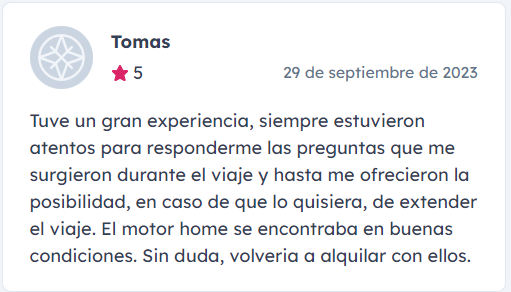 Tomas
5
29 de septiembre de 2023
Tuve un gran experiencia, siempre estuvieron
atentos para responderme las preguntas que me
surgieron durante el viaje y hasta me ofrecieron la
posibilidad, en caso de que lo quisiera, de extender
el viaje. El motor home se encontraba en buenas
condiciones. Sin duda, volveria a alquilar con ellos.